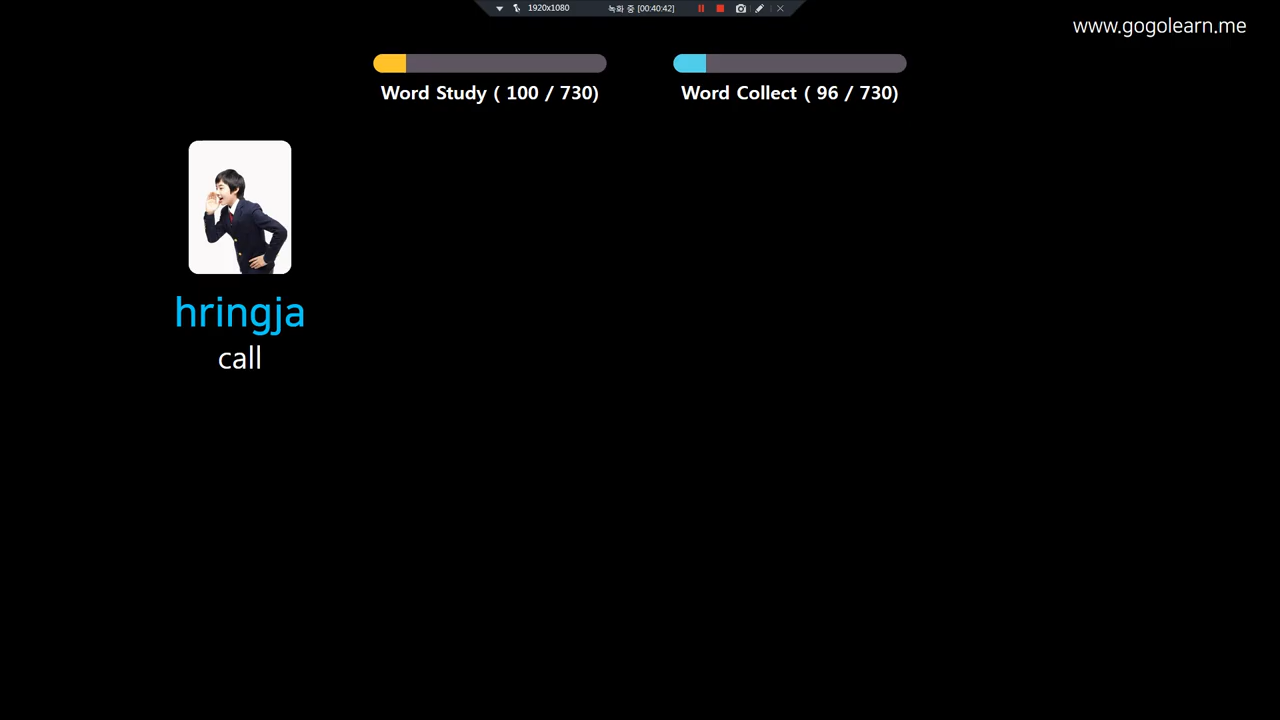 1920x1080 녹화 중 [00:40:42]
www.gogolearn.me
Word Study ( 100 / 730)
Word Collect ( 96 / 730)
hringja
call